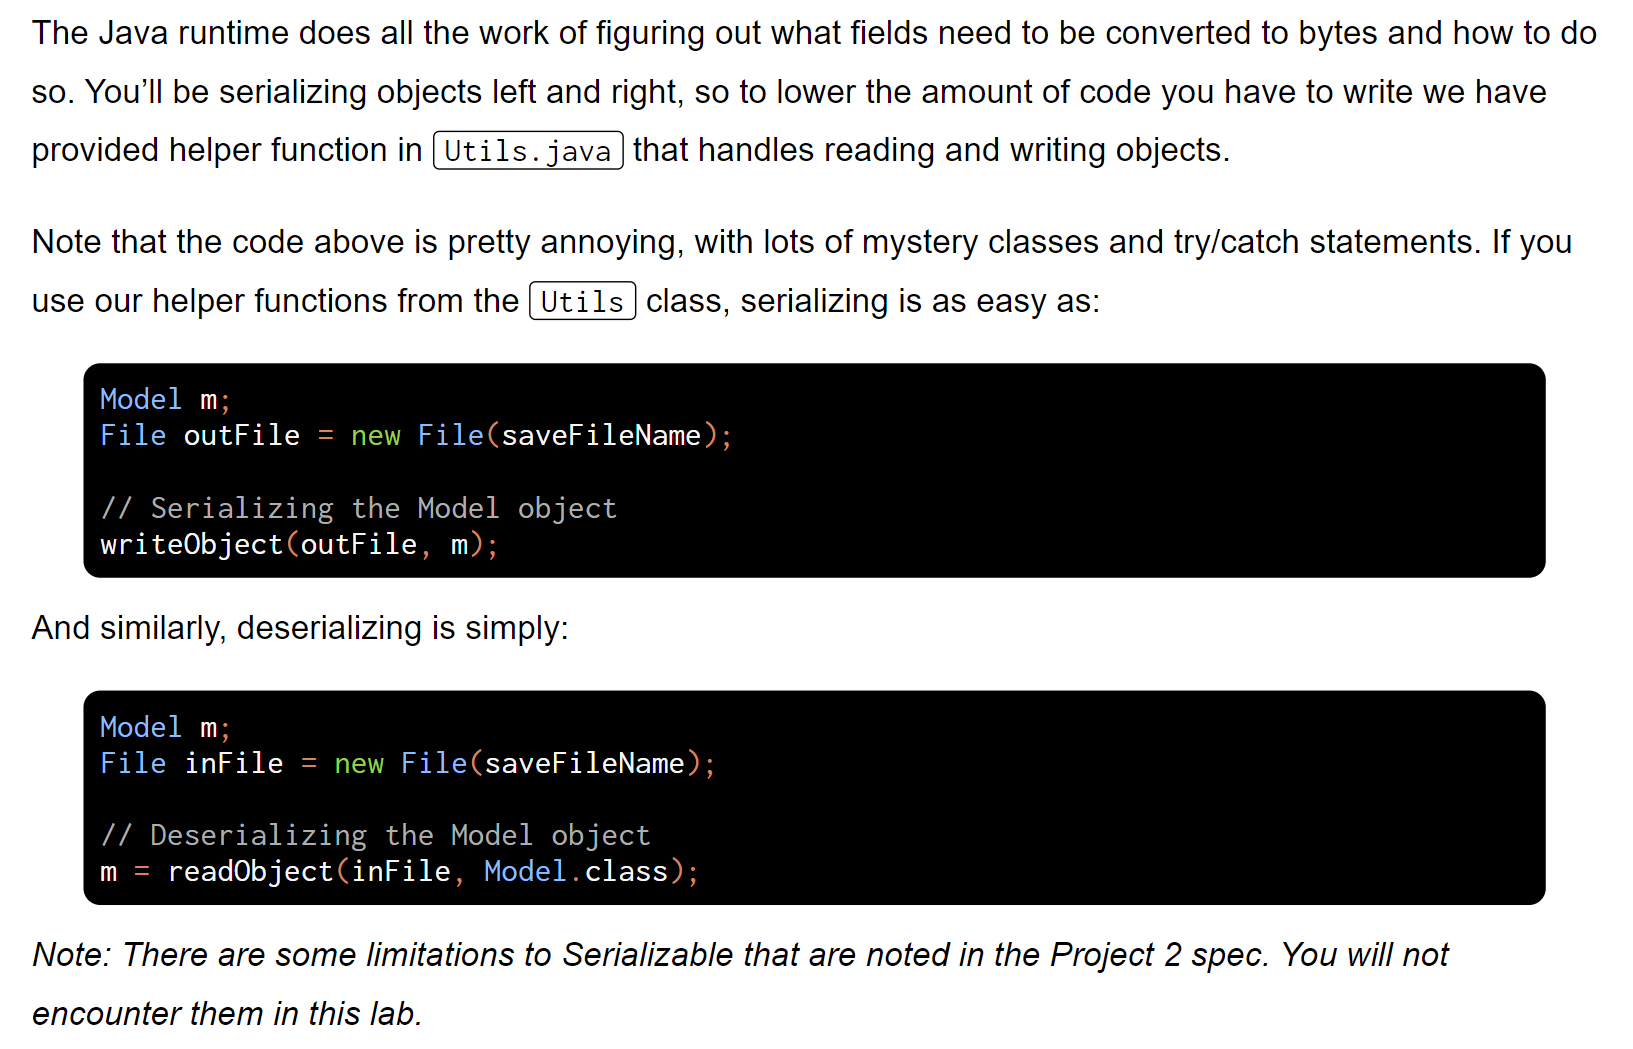 The Java runtime does all the work of figuring out what fields need to be converted to bytes and how to do
so. You’ll be serializing objects left and right, so to lower the amount of code you have to write we have
provided helper function in Utils.java that handles reading and writing objects.
Note that the code above is pretty annoying, with lots of mystery classes and try/catch statements. If you
use our helper functions from the Utils class, serializing is as easy as:
Model m;
File outFile = new File(saveFileName);
// Serializing the Model object
writeObject(outFile, m);
And similarly, deserializing is simply:
Model m;
File inFile = new File(saveFileName);
// Deserializing the Model object
m = readObject(inFile, Model.class);
Note: There are some limitations to Serializable that are noted in the Project 2 spec. You will not
encounter them in this lab.